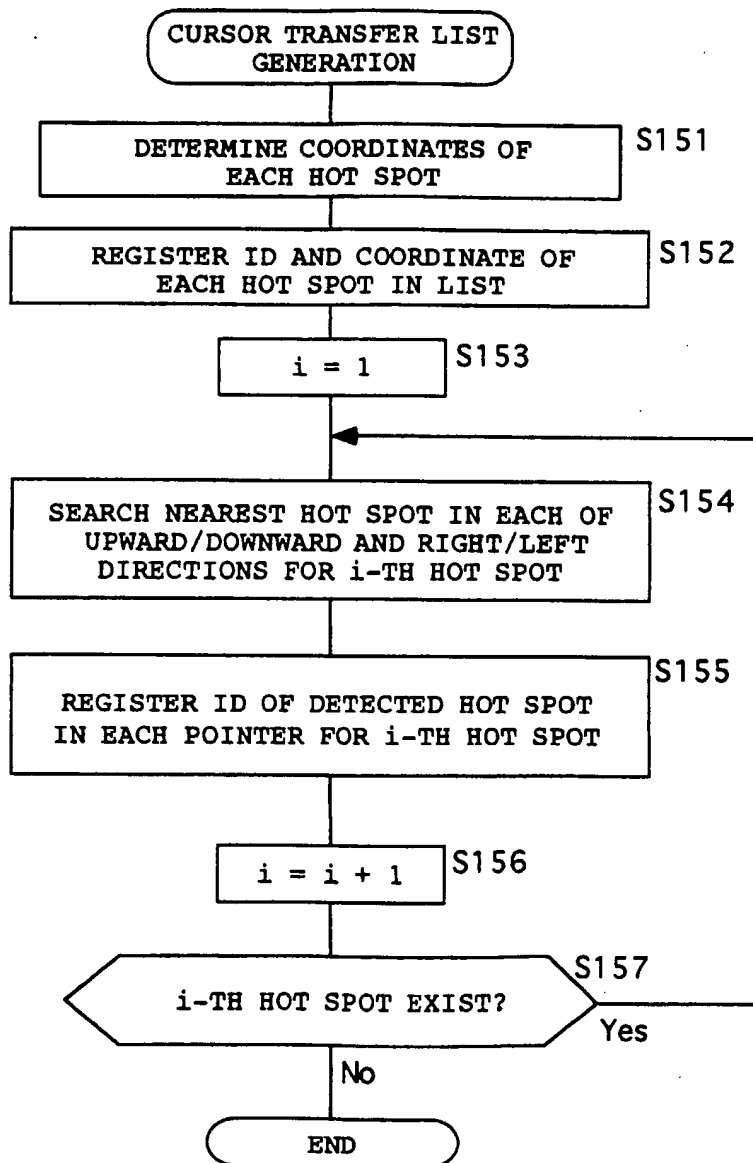 CURSOR TRANSFER LIST
GENERATION
DETERMINE COORDINATES OF
EACH HOT SPOT
S151
REGISTER ID AND COORDINATE OF
EACH HOT SPOT IN LIST
S152
i = 1
S153
SEARCH NEAREST HOT SPOT IN EACH OF
UPWARD/DOWNWARD AND RIGHT/LEFT
DIRECTIONS FOR i-TH HOT SPOT
S154
REGISTER ID OF DETECTED HOT SPOT
IN EACH POINTER FOR i-TH HOT SPOT
S155
i = i + 1
S156
i-TH HOT SPOT EXIST?
S157
Yes
No
END